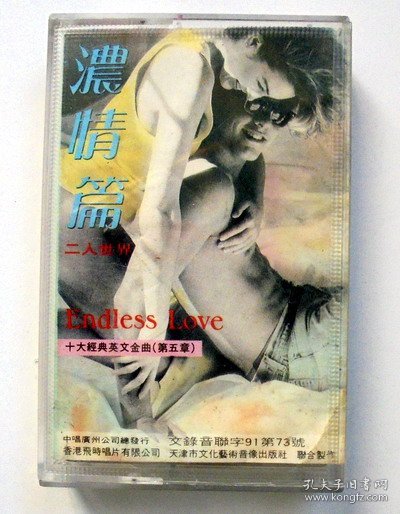 濃情篇
二人世界
Endless Love
十大經典英文金曲(第五章)
中唱廣州公司總發行 文錄音聯字91第73號
香港飛時唱片有限公司 天津市文化藝術音像出版社 聯合製作
孔夫子旧书网
www.kongfz.com